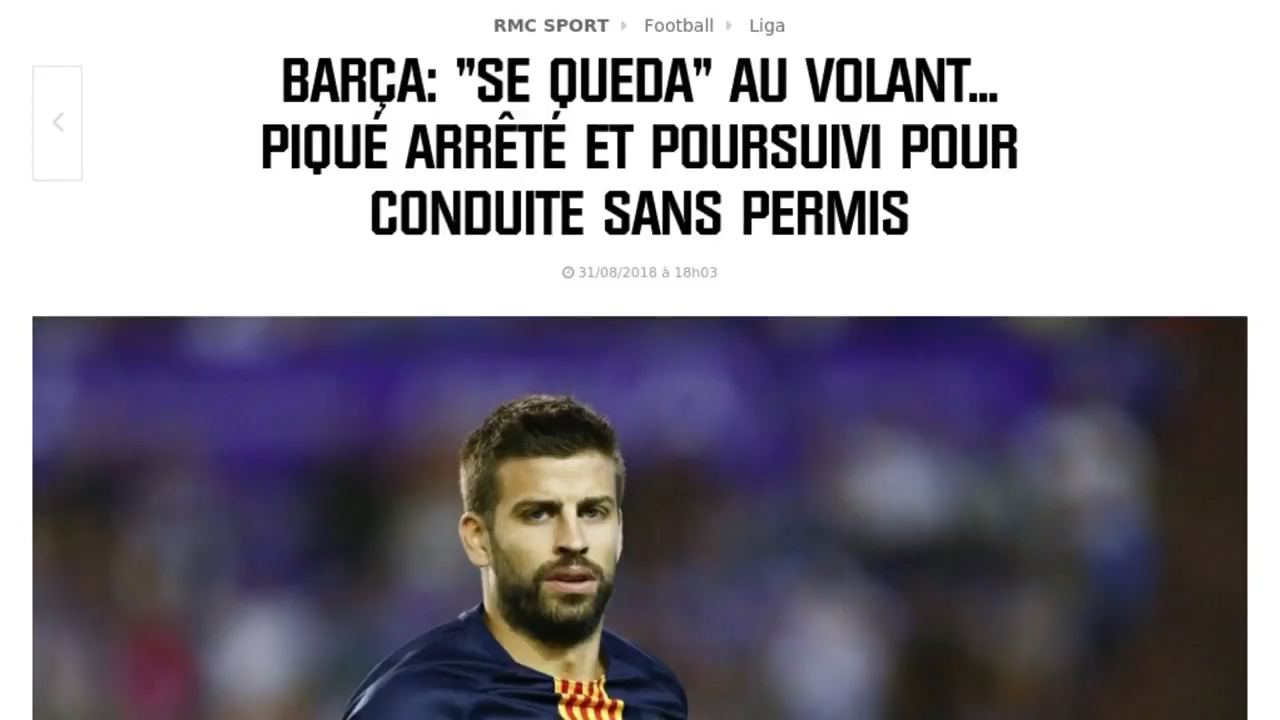 RMC SPORT Football Liga
BARÇA: "SE QUEDA" AU VOLANT...
PIQUÉ ARRÊTÉ ET POURSUIVI POUR
CONDUITE SANS PERMIS
31/08/2018 à 18h03